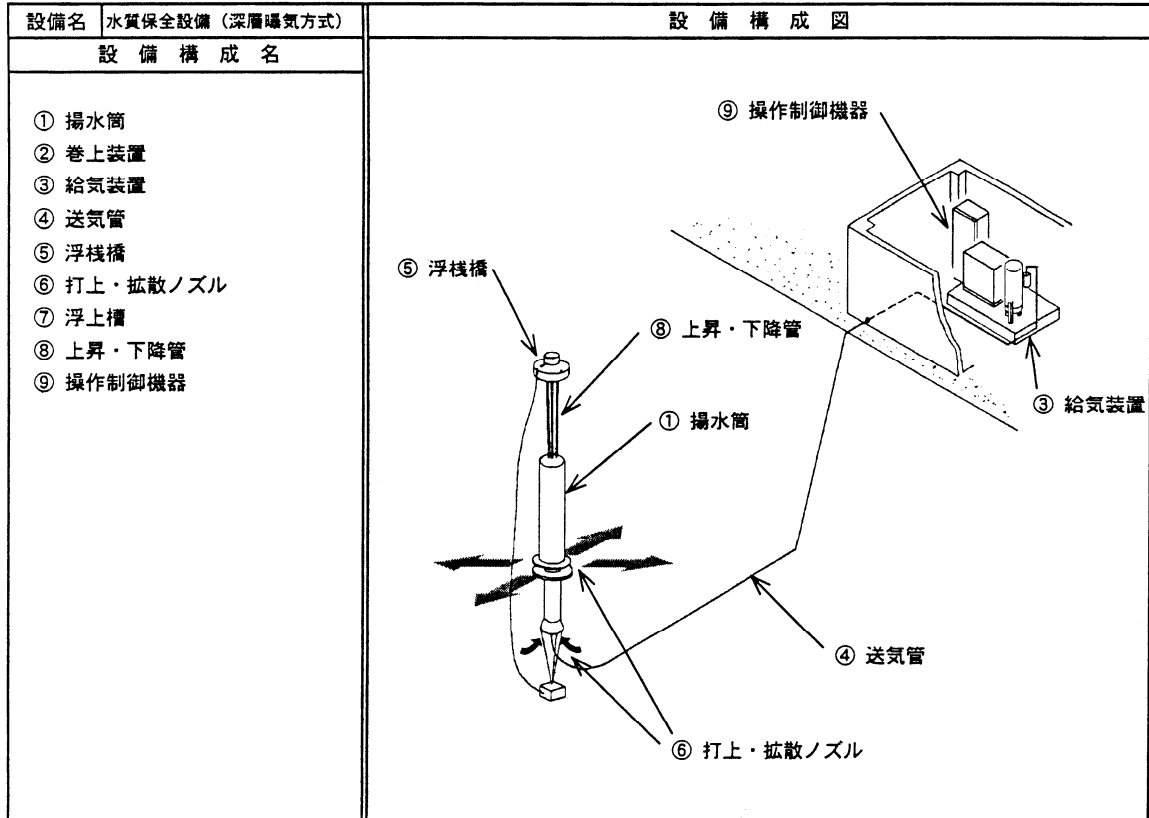 設備名 水質保全設備（深層曝気方式）
設備構成名
① 揚水筒
② 巻上装置
③ 給気装置
④ 送気管
⑤ 浮桟橋
⑥ 打上・拡散ノズル
⑦ 浮上槽
⑧ 上昇・下降管
⑨ 操作制御機器
設備構成図
⑨ 操作制御機器
⑤ 浮桟橋
⑧ 上昇・下降管
③ 給気装置
① 揚水筒
④ 送気管
⑥ 打上・拡散ノズル